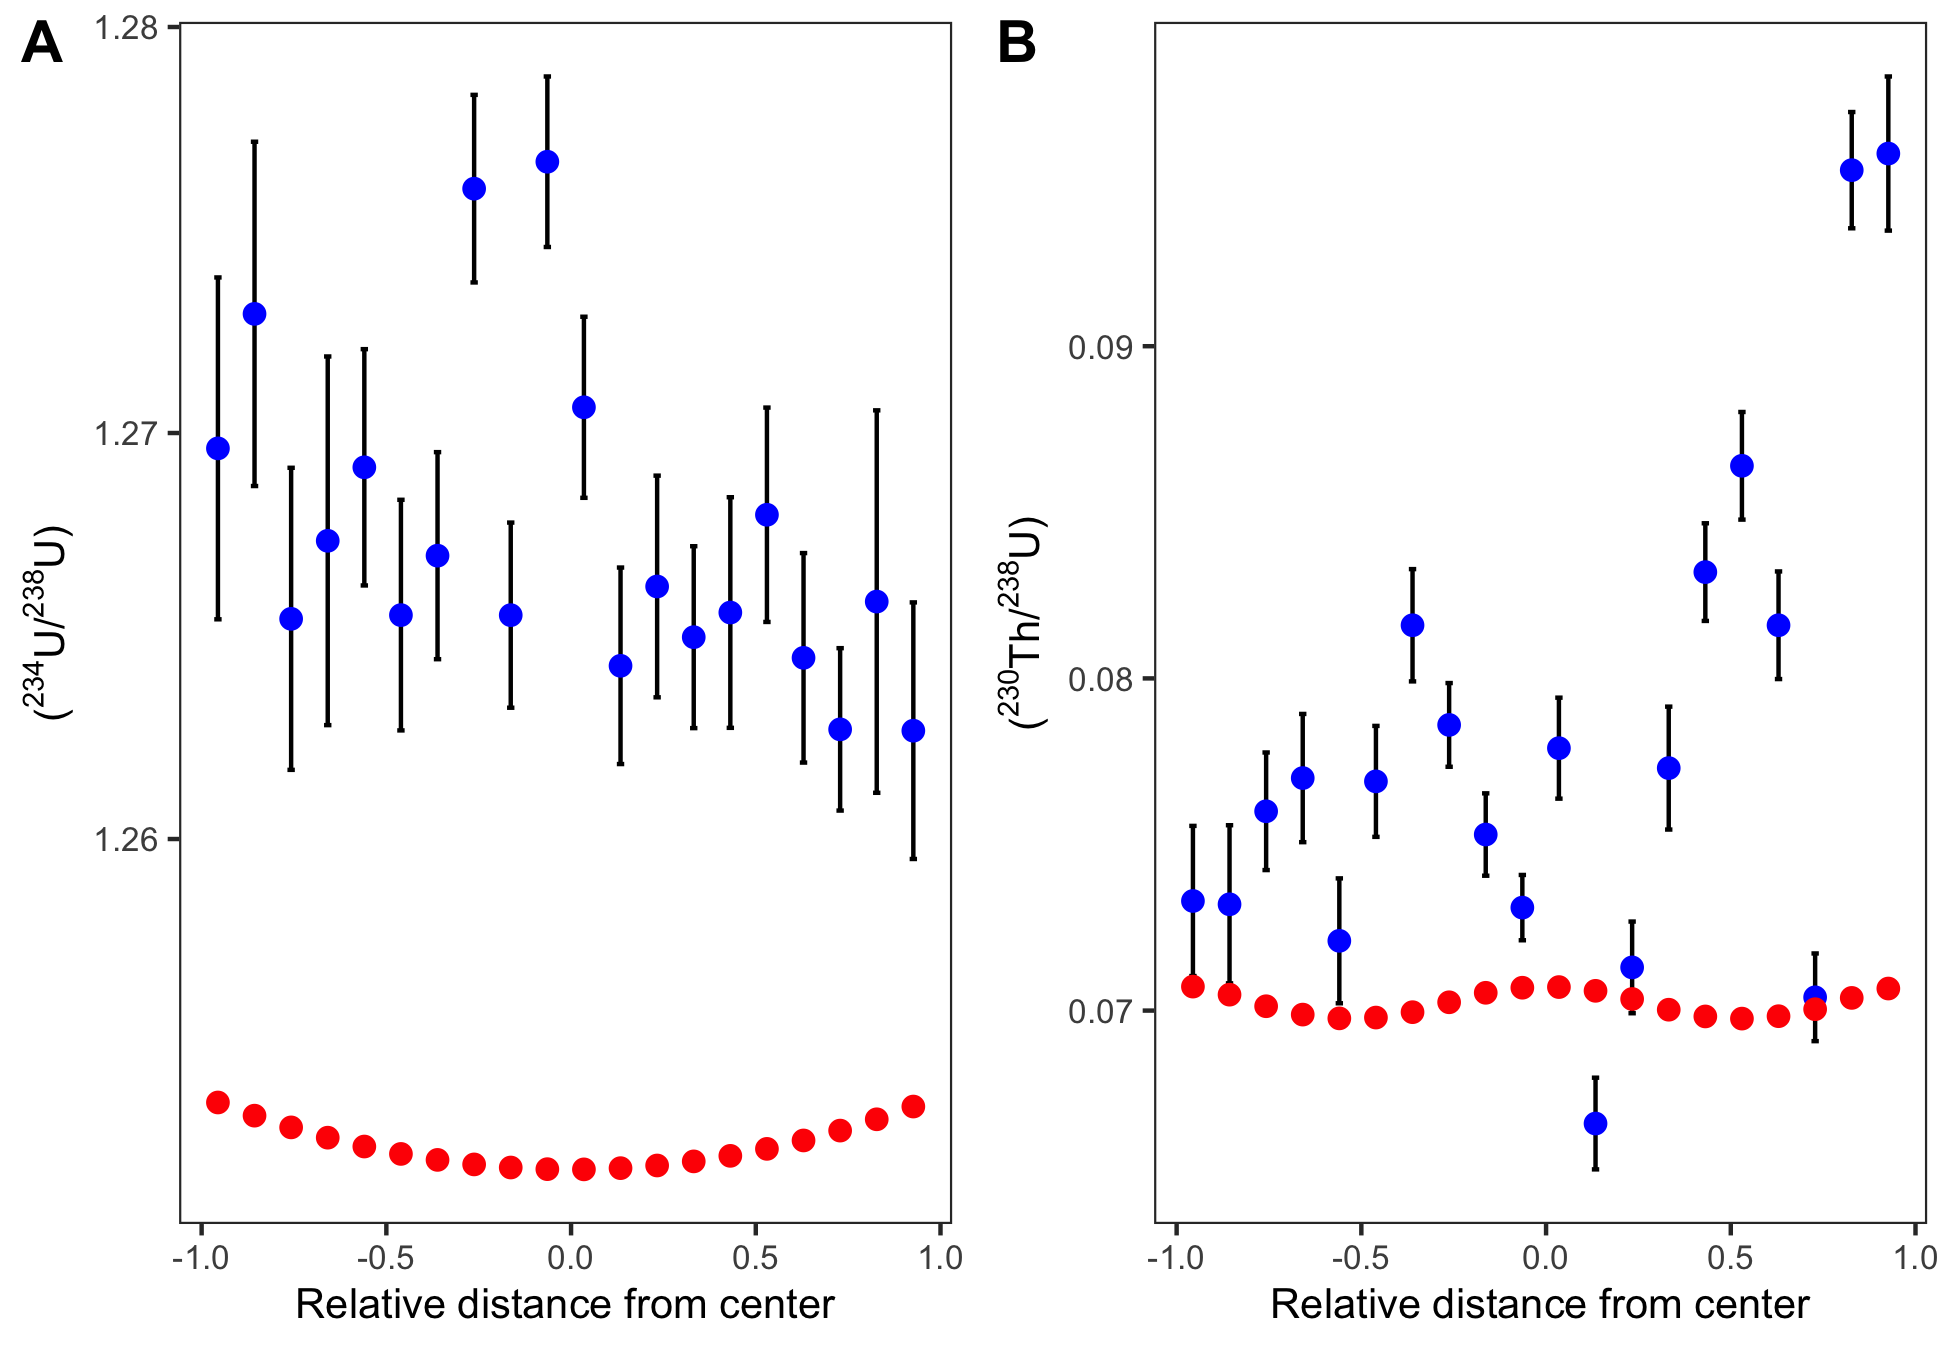 A
1.28
1.27
1.26
(²³⁴U/²³⁸U)
-1.0 -0.5 0.0 0.5 1.0
Relative distance from center
B
0.09
0.08
0.07
(²³⁰Th/²³⁸U)
-1.0 -0.5 0.0 0.5 1.0
Relative distance from center